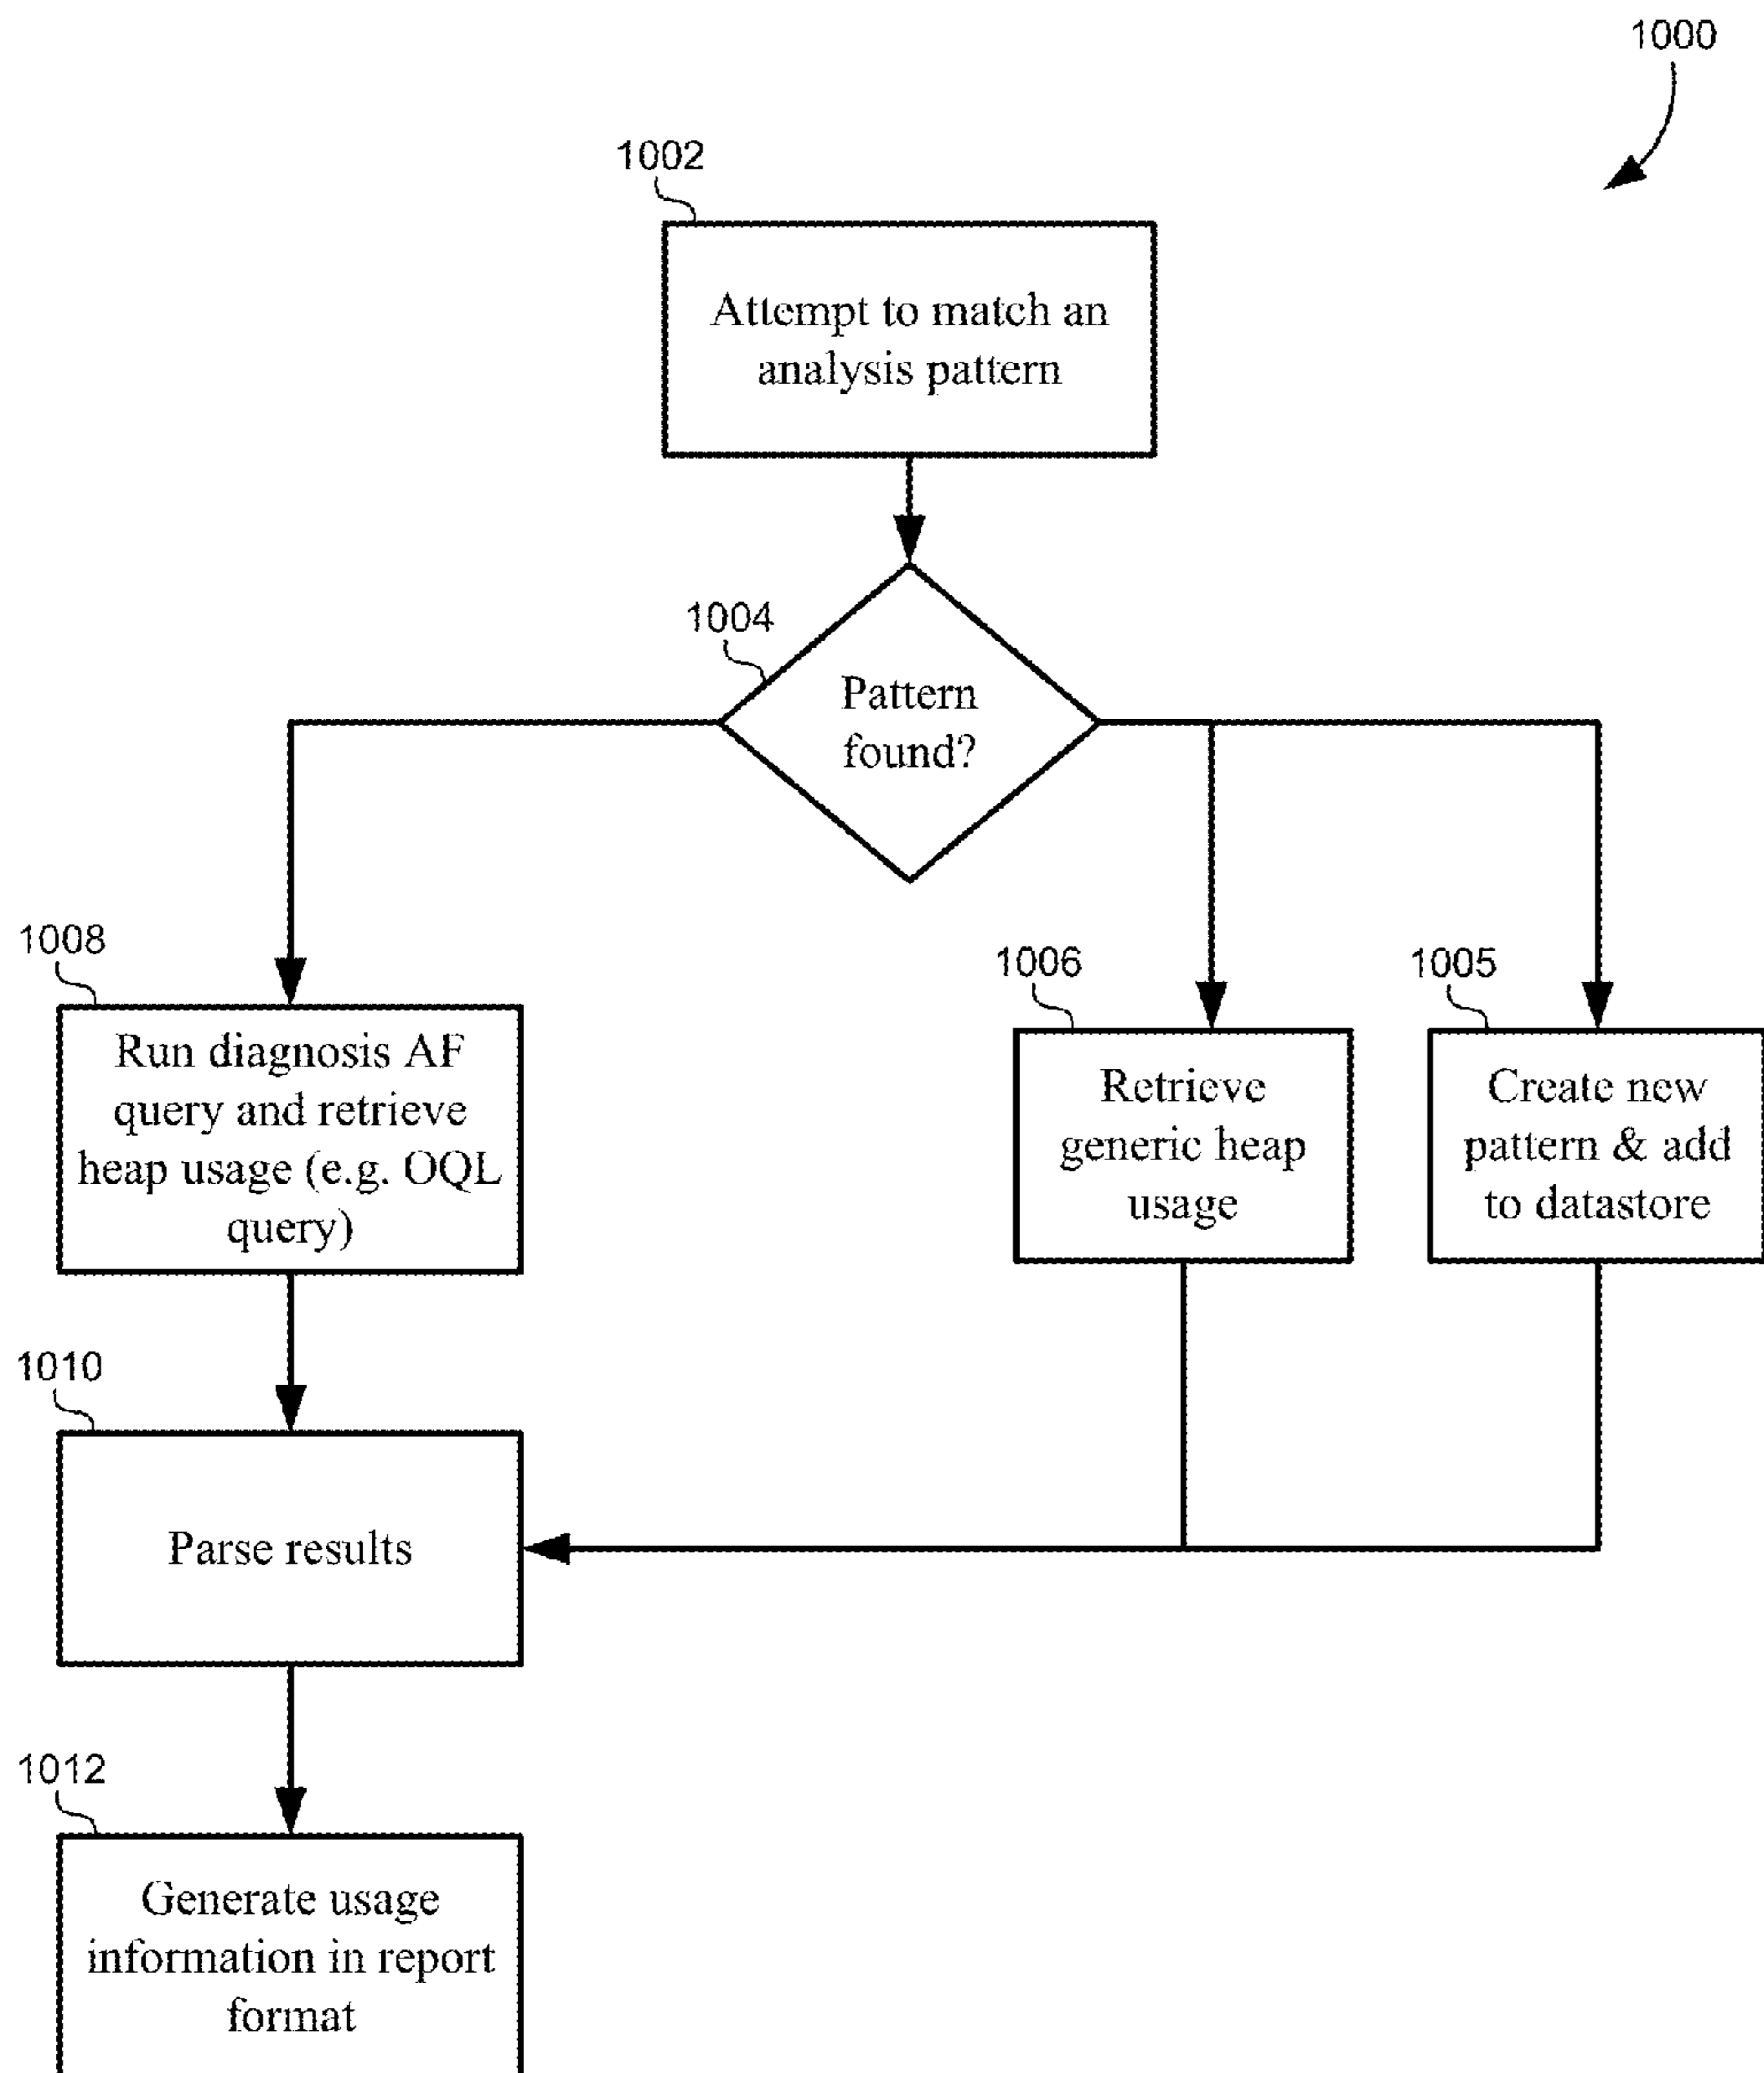 1000
1002
Attempt to match an
analysis pattern
1004
Pattern
found?
1008
Run diagnosis AF
query and retrieve
heap usage (e.g. OQL
query)
1006
Retrieve
generic heap
usage
1005
Create new
pattern & add
to datastore
1010
Parse results
1012
Generate usage
information in report
format